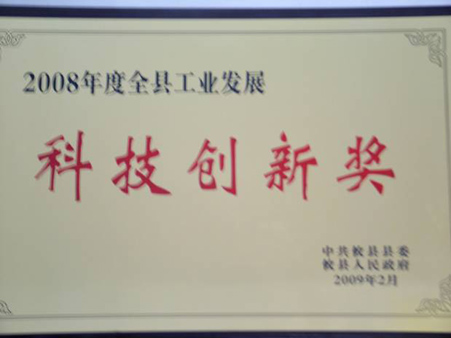 2008年度全县工业发展
科技创新奖
中共攸县县委
攸县人民政府
2009年2月